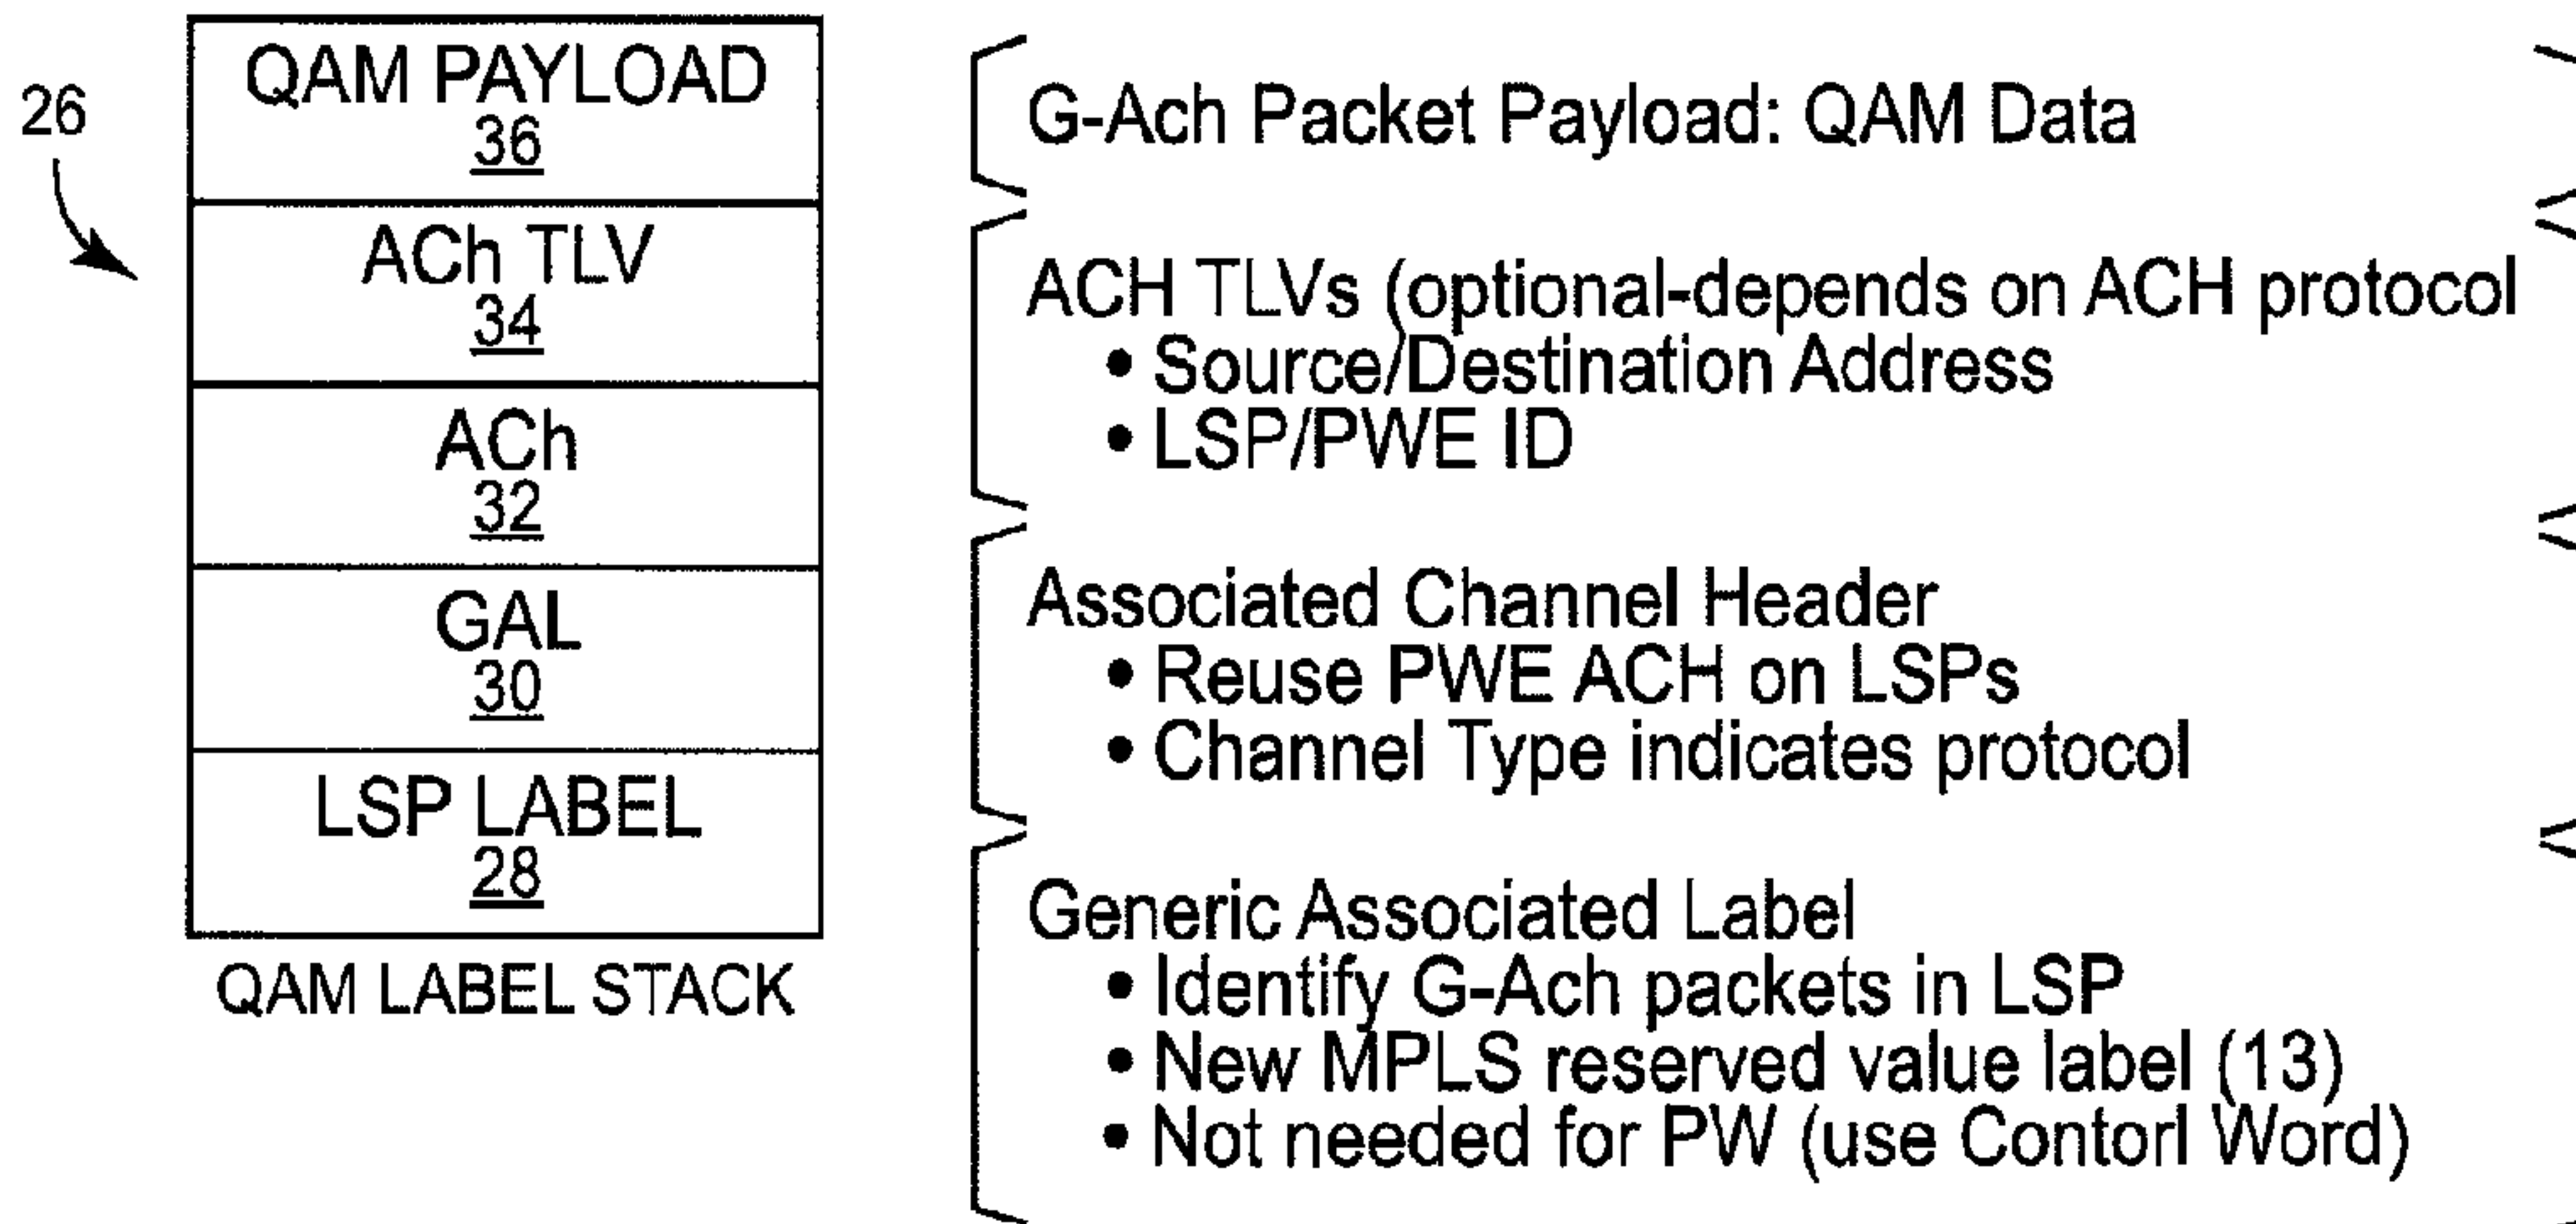 26
QAM PAYLOAD
36
ACh TLV
34
ACh
32
GAL
30
LSP LABEL
28
QAM LABEL STACK
G-Ach Packet Payload: QAM Data
ACH TLVs (optional-depends on ACH protocol
• Source/Destination Address
• LSP/PWE ID
Associated Channel Header
• Reuse PWE ACH on LSPs
• Channel Type indicates protocol
Generic Associated Label
• Identify G-Ach packets in LSP
• New MPLS reserved value label (13)
• Not needed for PW (use Contorl Word)